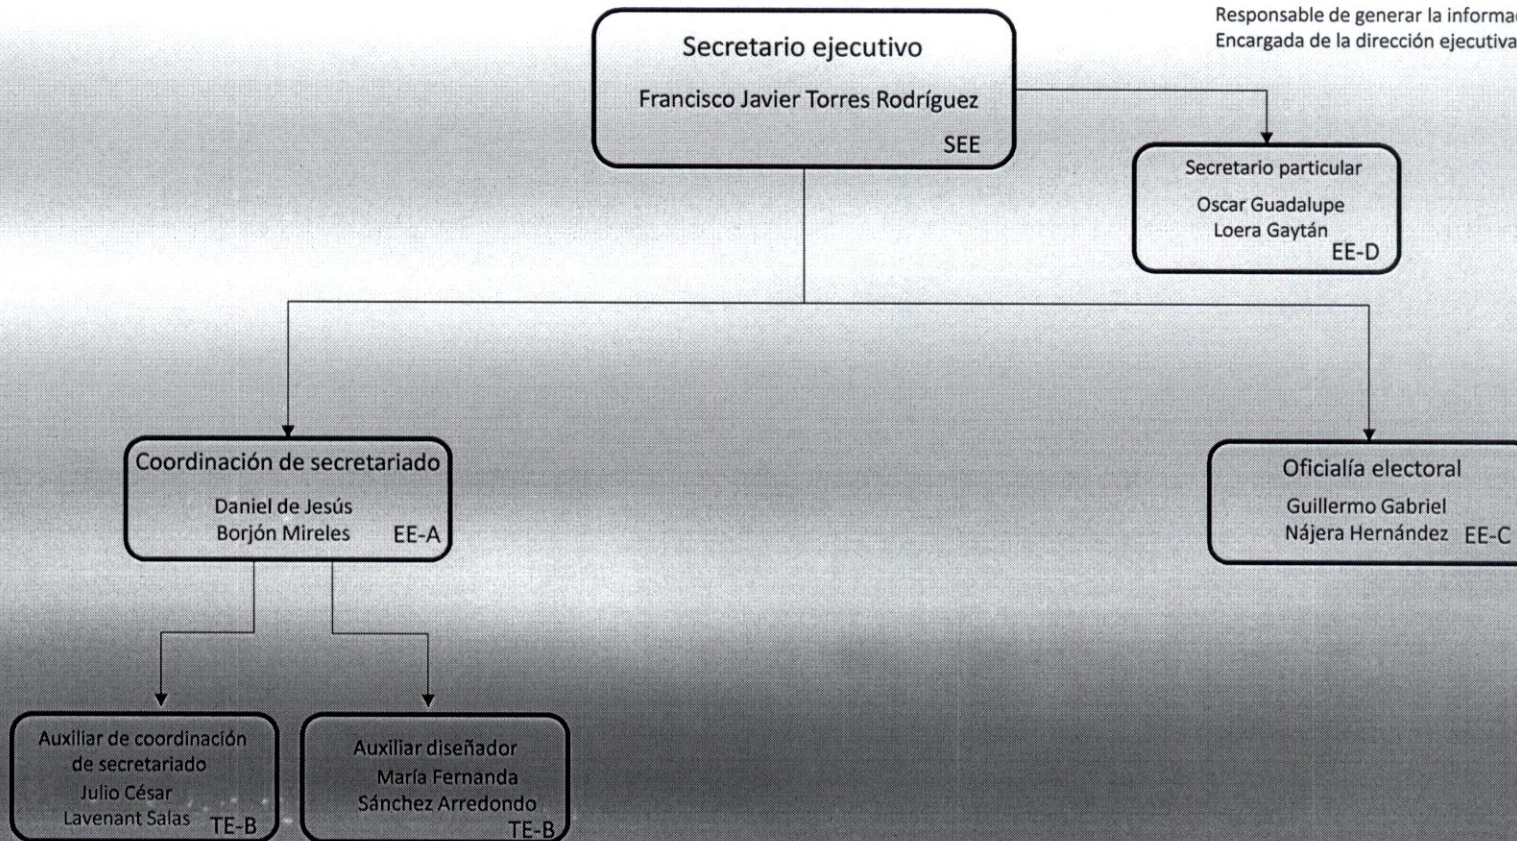 Responsable de generar la informa
Encargada de la dirección ejecutiva
Secretario ejecutivo
Francisco Javier Torres Rodríguez
SEE
Secretario particular
Oscar Guadalupe
Loera Gaytán
EE-D
Coordinación de secretariado
Daniel de Jesús
Borjón Mireles EE-A
Oficialía electoral
Guillermo Gabriel
Nájera Hernández EE-C
Auxiliar de coordinación
de secretariado
Julio César
Lavenant Salas TE-B
Auxiliar diseñador
María Fernanda
Sánchez Arredondo
TE-B